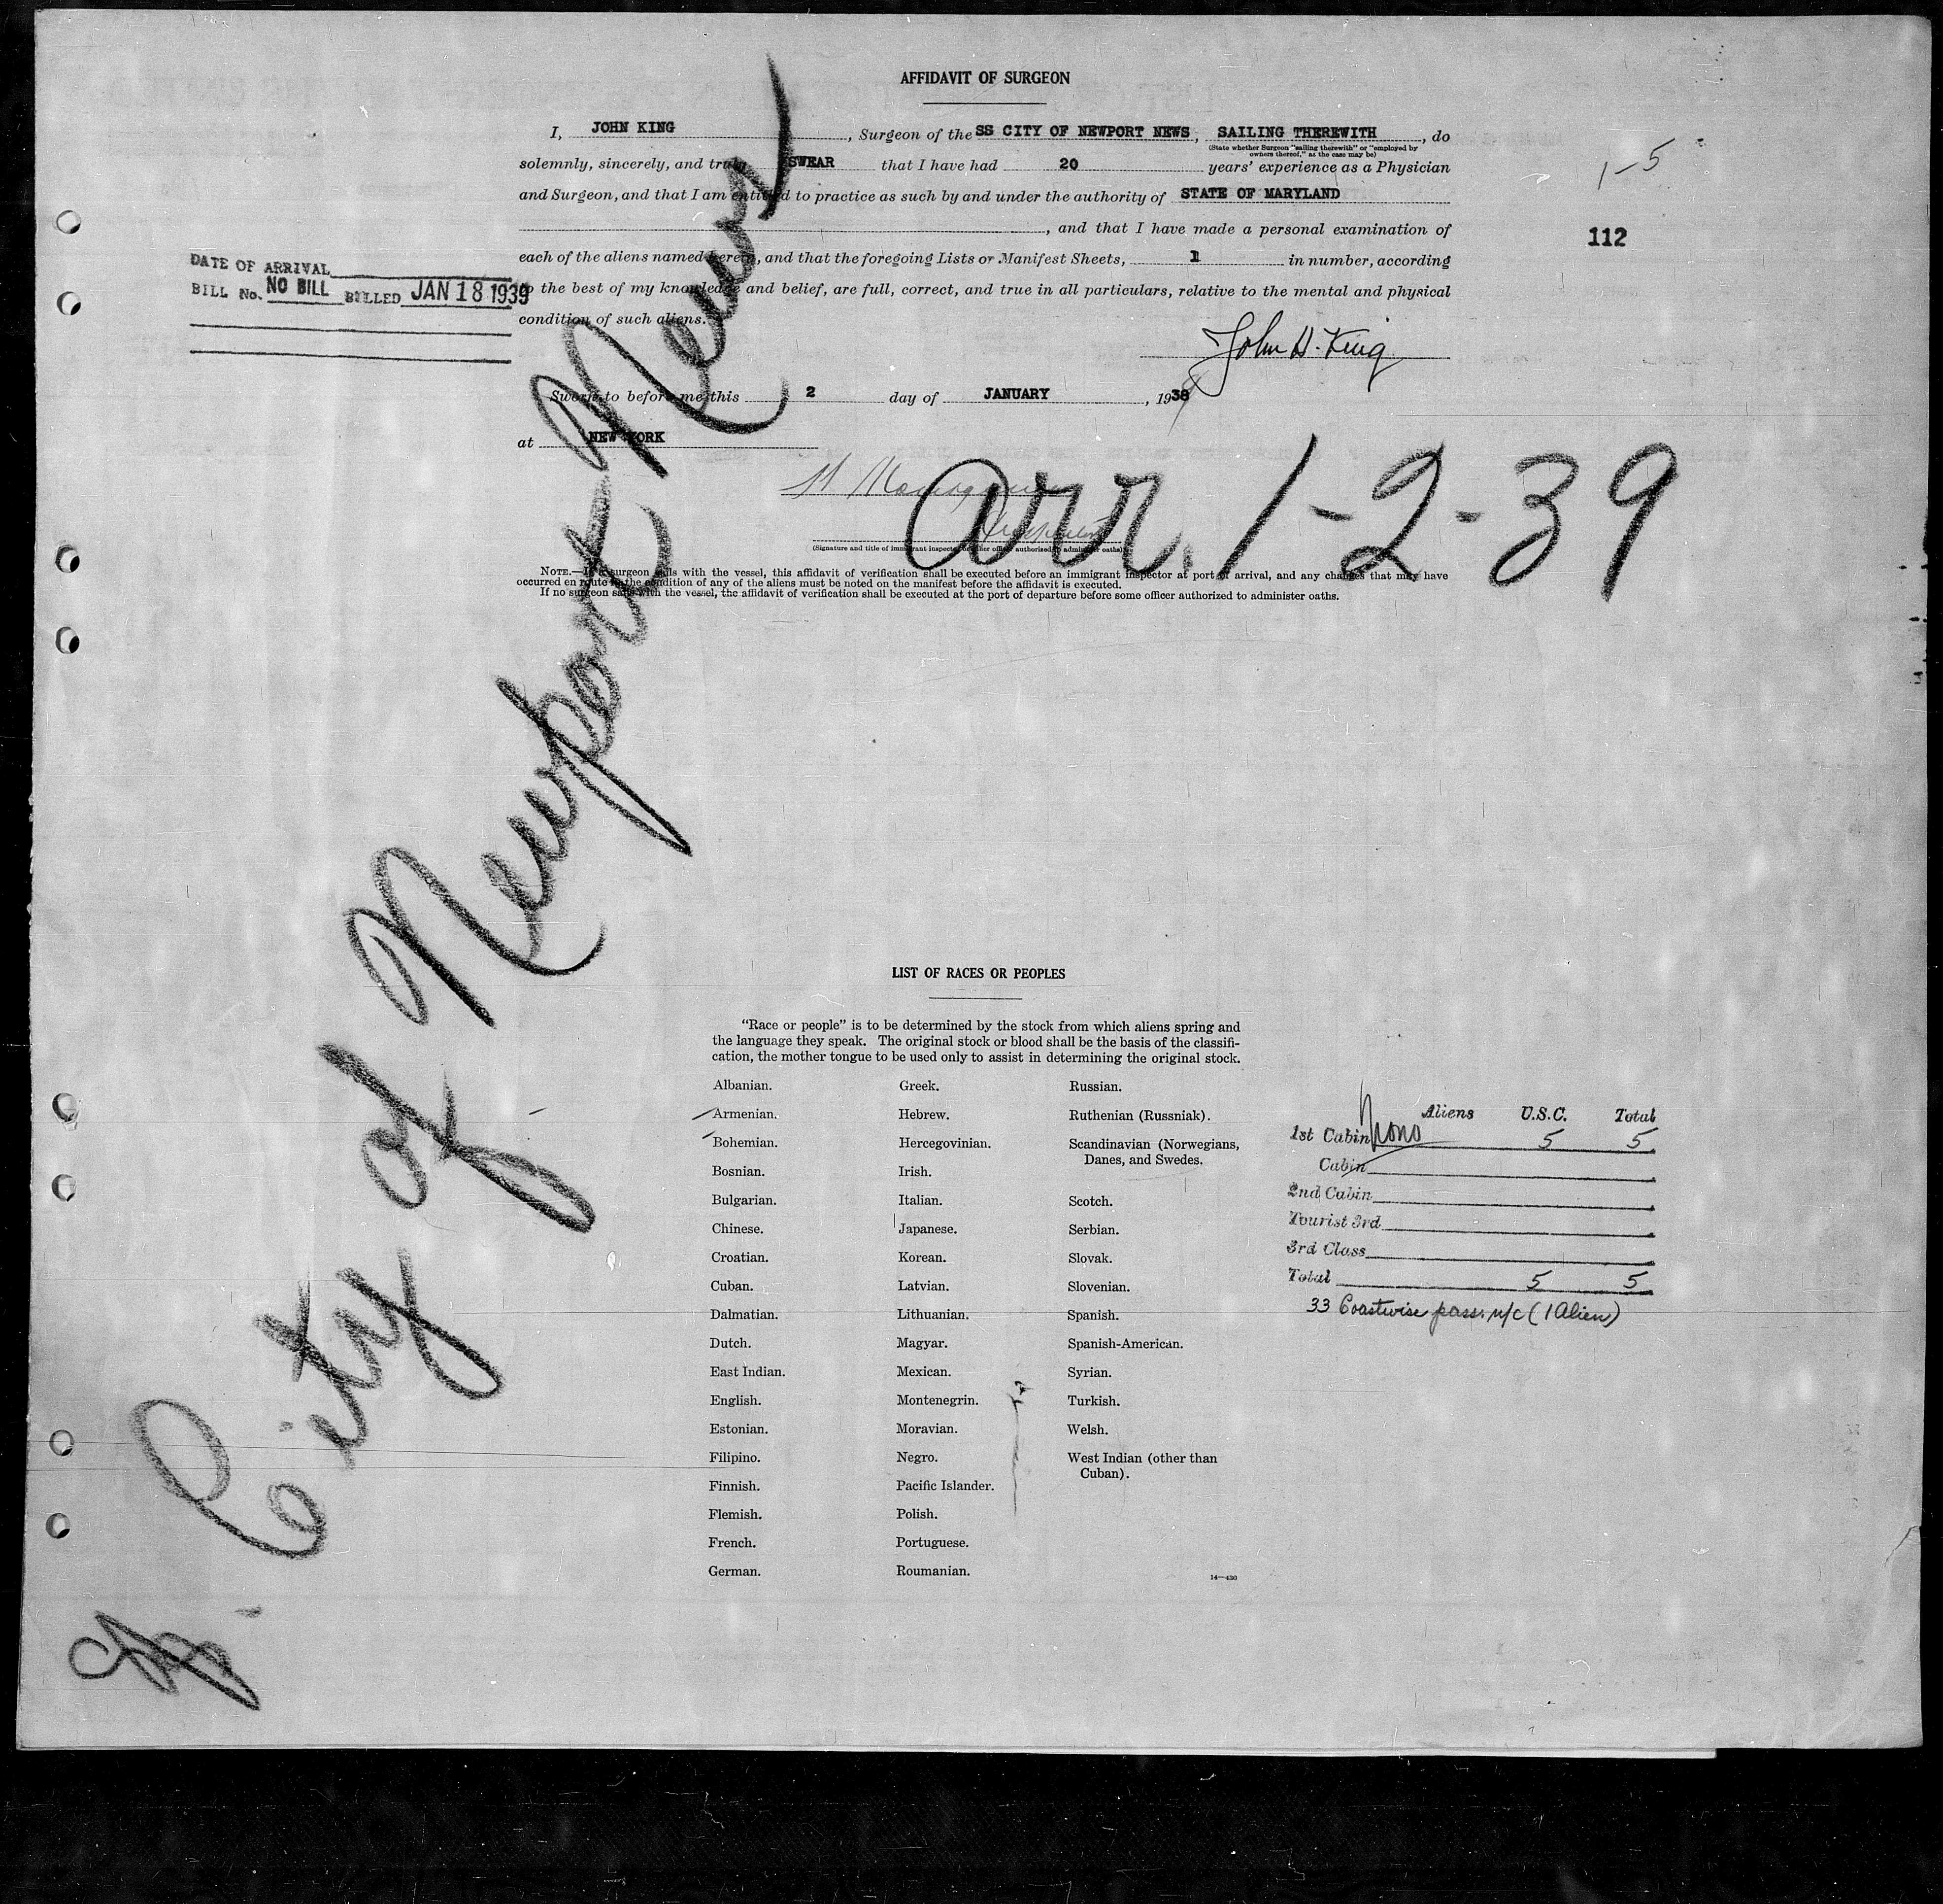 AFFIDAVIT OF SURGEON
I, JOHN KING, Surgeon of the SS CITY OF NEWPORT NEWS, SAILING THEREWITH, do
(State whether Surgeon "sailing therewith" or "employed by
owners thereof," as the case may be)
solemnly, sincerely, and truly SWEAR that I have had 20 years' experience as a Physician
and Surgeon, and that I am entitled to practice as such by and under the authority of STATE OF MARYLAND
, and that I have made a personal examination of
each of the aliens named herein, and that the foregoing Lists or Manifest Sheets, 1 in number, according
to the best of my knowledge and belief, are full, correct, and true in all particulars, relative to the mental and physical
condition of such aliens.
1-5
112
DATE OF ARRIVAL
BILL No. NO BILL BILLED JAN 18 1939
John H. King
Sworn to before me this 2 day of JANUARY, 1938
at NEW YORK
arr. 1-2-39
(Signature and title of immigrant inspector or other officer authorized to administer oaths)
NOTE.—If a surgeon sails with the vessel, this affidavit of verification shall be executed before an immigrant inspector at port of arrival, and any changes that may have
occurred en route in the condition of any of the aliens must be noted on the manifest before the affidavit is executed.
If no surgeon sails with the vessel, the affidavit of verification shall be executed at the port of departure before some officer authorized to administer oaths.
City of Newport News
LIST OF RACES OR PEOPLES
"Race or people" is to be determined by the stock from which aliens spring and
the language they speak. The original stock or blood shall be the basis of the classifi-
cation, the mother tongue to be used only to assist in determining the original stock.
Albanian.
Armenian.
Bohemian.
Bosnian.
Bulgarian.
Chinese.
Croatian.
Cuban.
Dalmatian.
Dutch.
East Indian.
English.
Estonian.
Filipino.
Finnish.
Flemish.
French.
German.
Greek.
Hebrew.
Hercegovinian.
Irish.
Italian.
Japanese.
Korean.
Latvian.
Lithuanian.
Magyar.
Mexican.
Montenegrin.
Moravian.
Negro.
Pacific Islander.
Polish.
Portuguese.
Roumanian.
Russian.
Ruthenian (Russniak).
Scandinavian (Norwegians,
Danes, and Swedes.
Scotch.
Serbian.
Slovak.
Slovenian.
Spanish.
Spanish-American.
Syrian.
Turkish.
Welsh.
West Indian (other than
Cuban).
14—430
Aliens U.S.C. Total
1st Cabin 5 5
Cabin
2nd Cabin
Tourist 3rd
3rd Class
Total 5 5
33 Coastwise pass. n/c (1 Alien)